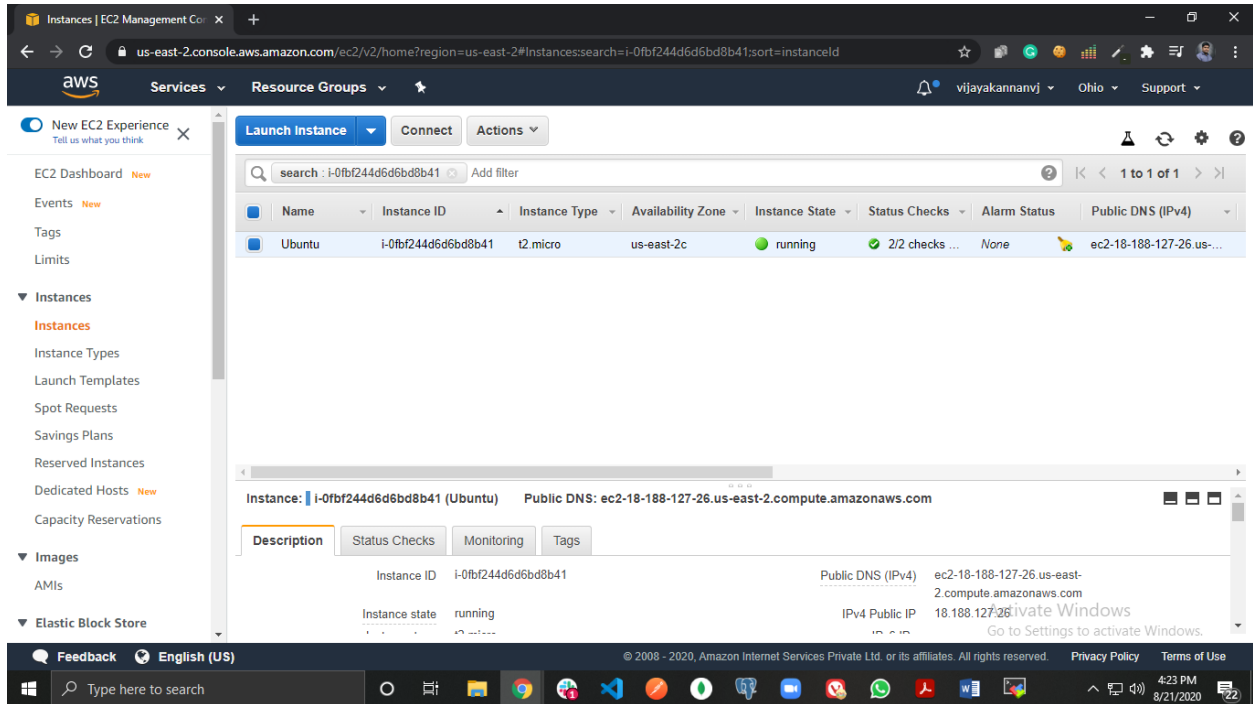 Instances | EC2 Management Con
us-east-2.console.aws.amazon.com/ec2/v2/home?region=us-east-2#Instances:search=i-0fbf244d6d6bd8b41;sort=instanceId
aws Services Resource Groups vijayakannanvj Ohio Support
New EC2 Experience
Tell us what you think
EC2 Dashboard New
Events New
Tags
Limits
Instances
Instances
Instance Types
Launch Templates
Spot Requests
Savings Plans
Reserved Instances
Dedicated Hosts New
Capacity Reservations
Images
AMIs
Elastic Block Store
Launch Instance Connect Actions
search : i-0fbf244d6d6bd8b41 Add filter 1 to 1 of 1
Name Instance ID Instance Type Availability Zone Instance State Status Checks Alarm Status Public DNS (IPv4)
Ubuntu i-0fbf244d6d6bd8b41 t2.micro us-east-2c running 2/2 checks ... None ec2-18-188-127-26.us-...
Instance: i-0fbf244d6d6bd8b41 (Ubuntu) Public DNS: ec2-18-188-127-26.us-east-2.compute.amazonaws.com
Description Status Checks Monitoring Tags
Instance ID i-0fbf244d6d6bd8b41 Public DNS (IPv4) ec2-18-188-127-26.us-east-
2.compute.amazonaws.com
Instance state running IPv4 Public IP 18.188.127.26
Activate Windows
Go to Settings to activate Windows.
Feedback English (US) © 2008 - 2020, Amazon Internet Services Private Ltd. or its affiliates. All rights reserved. Privacy Policy Terms of Use
Type here to search
4:23 PM
8/21/2020
22